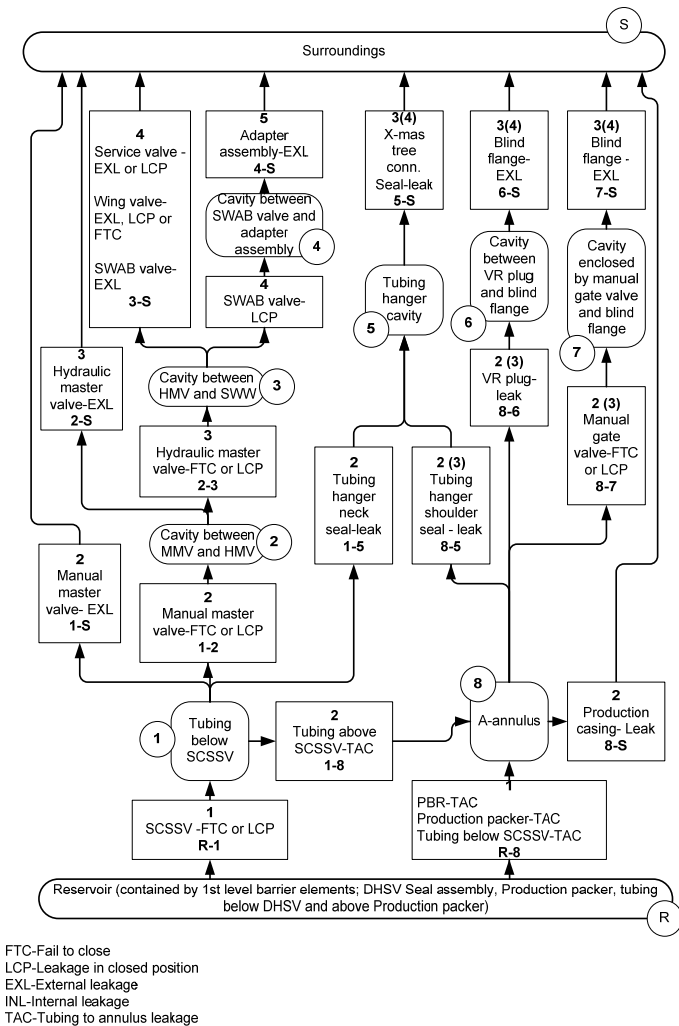 S
Surroundings
4
Service valve -
EXL or LCP
Wing valve-
EXL, LCP or
FTC
SWAB valve-
EXL
3-S
5
Adapter
assembly-EXL
4-S
3(4)
X-mas
tree
conn.
Seal-leak
5-S
3(4)
Blind
flange-
EXL
6-S
3(4)
Blind
flange -
EXL
7-S
Cavity between
SWAB valve and
adapter
assembly
4
4
SWAB valve-
LCP
Tubing
hanger
cavity
5
Cavity
between
VR plug
and blind
flange
6
Cavity
enclosed by
manual
gate valve
and blind
flange
7
3
Hydraulic
master
valve-EXL
2-S
Cavity between
HMV and SWW
3
2 (3)
VR plug-
leak
8-6
2 (3)
Manual
gate
valve-FTC
or LCP
8-7
3
Hydraulic master
valve-FTC or LCP
2-3
2
Tubing
hanger
neck
seal-leak
1-5
2 (3)
Tubing
hanger
shoulder
seal - leak
8-5
Cavity between
MMV and HMV
2
2
Manual master
valve-FTC or LCP
1-2
2
Manual
master
valve- EXL
1-S
1
Tubing
below
SCSSV
2
Tubing above
SCSSV-TAC
1-8
8
A-annulus
2
Production
casing- Leak
8-S
1
SCSSV -FTC or LCP
R-1
1
PBR-TAC
Production packer-TAC
Tubing below SCSSV-TAC
R-8
Reservoir (contained by 1st level barrier elements; DHSV Seal assembly, Production packer, tubing
below DHSV and above Production packer)
R
FTC-Fail to close
LCP-Leakage in closed position
EXL-External leakage
INL-Internal leakage
TAC-Tubing to annulus leakage